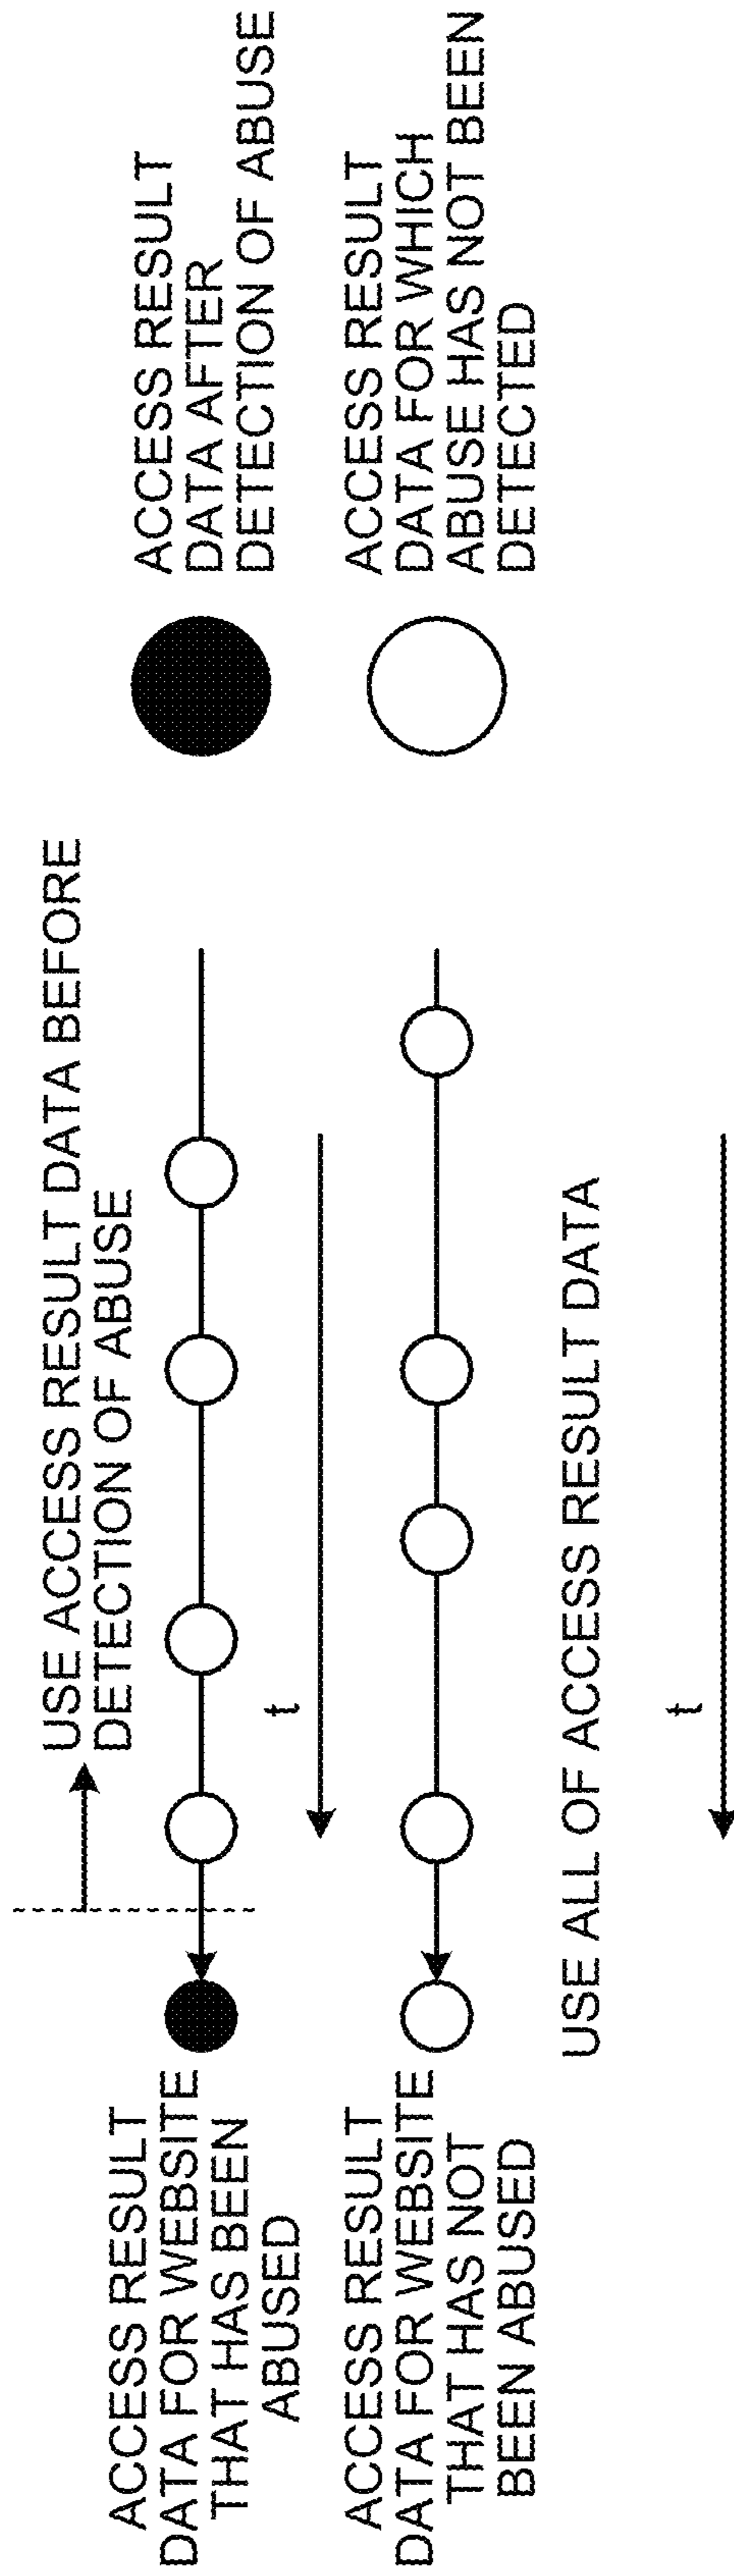 USE ACCESS RESULT DATA BEFORE
DETECTION OF ABUSE
ACCESS RESULT
DATA FOR WEBSITE
THAT HAS BEEN
ABUSED
t
ACCESS RESULT
DATA FOR WEBSITE
THAT HAS NOT
BEEN ABUSED
USE ALL OF ACCESS RESULT DATA
t
ACCESS RESULT
DATA AFTER
DETECTION OF ABUSE
ACCESS RESULT
DATA FOR WHICH
ABUSE HAS NOT BEEN
DETECTED